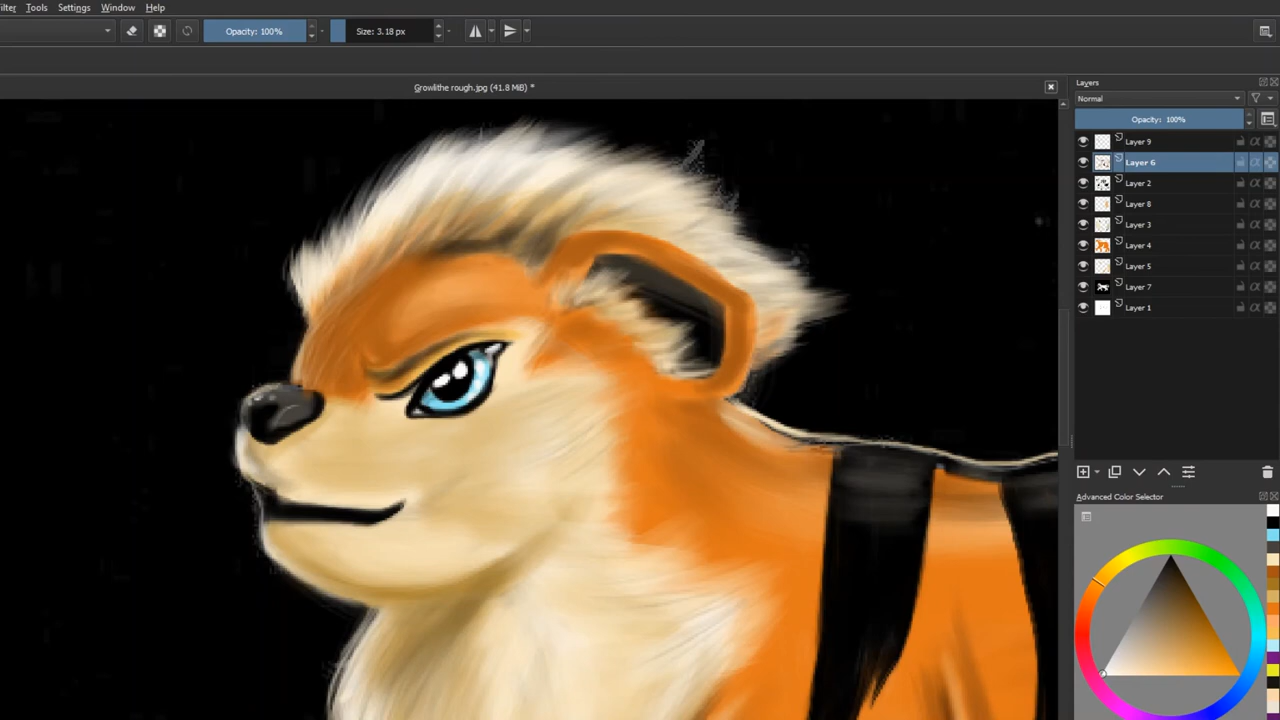 ilter Tools Settings Window Help
Opacity: 100% Size: 3.18 px
Growlithe rough.jpg (41.8 MiB) *
Layers
Normal
Opacity: 100%
Layer 9
Layer 6
Layer 2
Layer 8
Layer 3
Layer 4
Layer 5
Layer 7
Layer 1
Advanced Color Selector